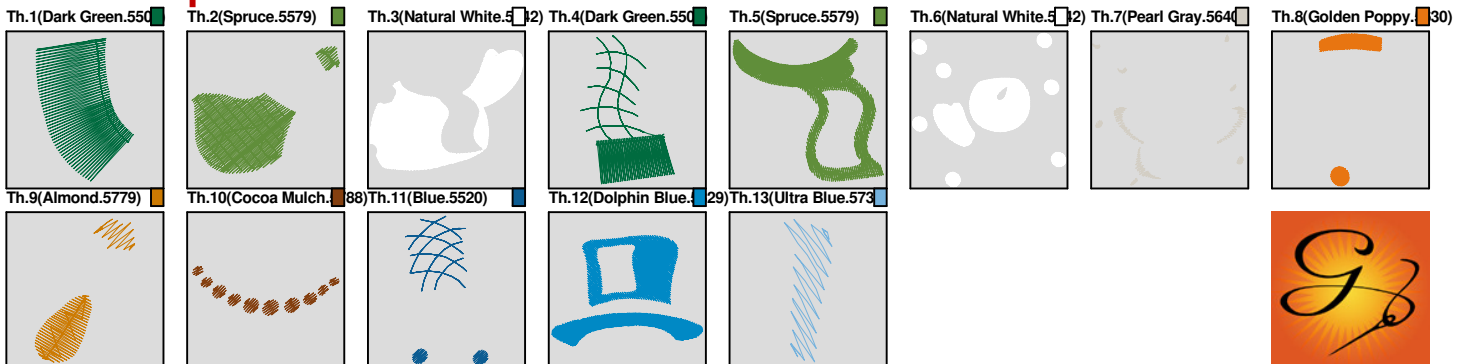 Th.1(Dark Green.550 Th.2(Spruce.5579) Th.3(Natural White.5 42) Th.4(Dark Green.550 Th.5(Spruce.5579) Th.6(Natural White.5 42) Th.7(Pearl Gray.5640 Th.8(Golden Poppy. 30)
Th.9(Almond.5779) Th.10(Cocoa Mulch. 88) Th.11(Blue.5520) Th.12(Dolphin Blue. 29) Th.13(Ultra Blue.573